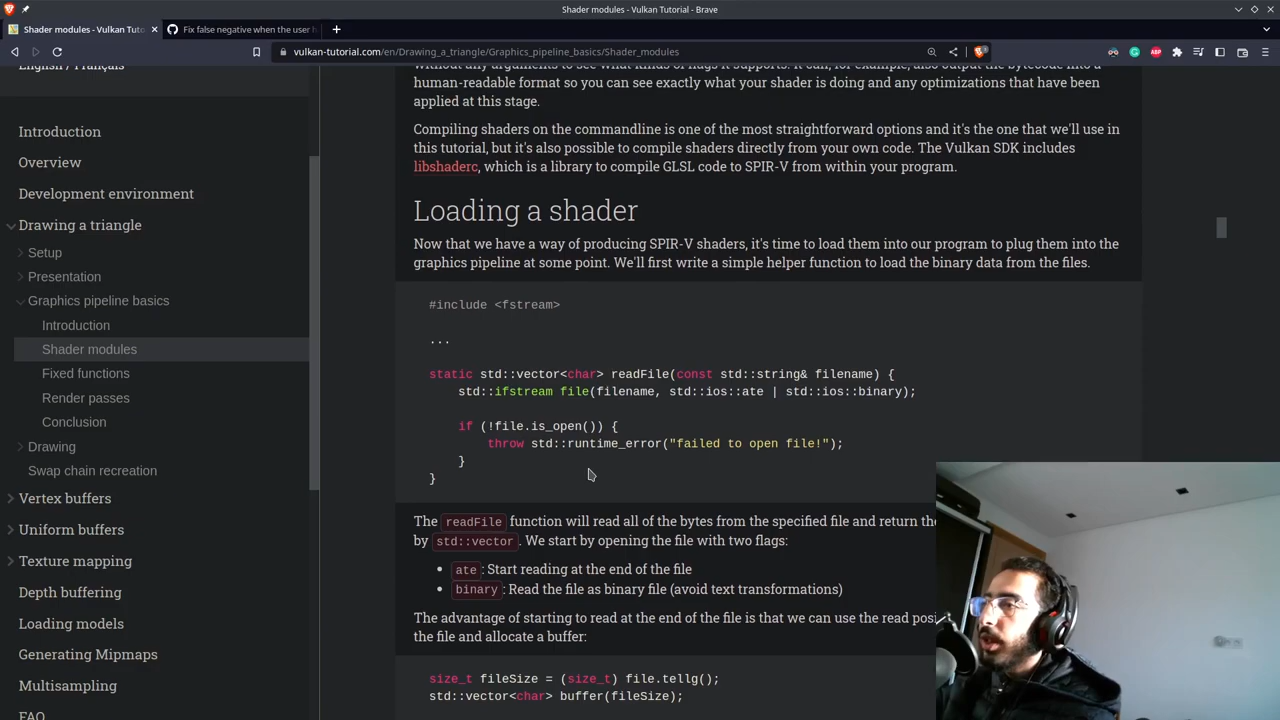 Shader modules - Vulkan Tutorial - Brave
Shader modules - Vulkan Tuto
Fix false negative when the user h
vulkan-tutorial.com/en/Drawing_a_triangle/Graphics_pipeline_basics/Shader_modules
English / Français
Introduction
Overview
Development environment
Drawing a triangle
Setup
Presentation
Graphics pipeline basics
Introduction
Shader modules
Fixed functions
Render passes
Conclusion
Drawing
Swap chain recreation
Vertex buffers
Uniform buffers
Texture mapping
Depth buffering
Loading models
Generating Mipmaps
Multisampling
FAQ
without any arguments to see what kinds of flags it supports. It can, for example, also output the bytecode into a
human-readable format so you can see exactly what your shader is doing and any optimizations that have been
applied at this stage.
Compiling shaders on the commandline is one of the most straightforward options and it's the one that we'll use in
this tutorial, but it's also possible to compile shaders directly from your own code. The Vulkan SDK includes
libshaderc, which is a library to compile GLSL code to SPIR-V from within your program.
Loading a shader
Now that we have a way of producing SPIR-V shaders, it's time to load them into our program to plug them into the
graphics pipeline at some point. We'll first write a simple helper function to load the binary data from the files.
#include <fstream>
...
static std::vector<char> readFile(const std::string& filename) {
std::ifstream file(filename, std::ios::ate | std::ios::binary);
if (!file.is_open()) {
throw std::runtime_error("failed to open file!");
}
}
The readFile function will read all of the bytes from the specified file and return the
by std::vector. We start by opening the file with two flags:
• ate: Start reading at the end of the file
• binary: Read the file as binary file (avoid text transformations)
The advantage of starting to read at the end of the file is that we can use the read posi
the file and allocate a buffer:
size_t fileSize = (size_t) file.tellg();
std::vector<char> buffer(fileSize);